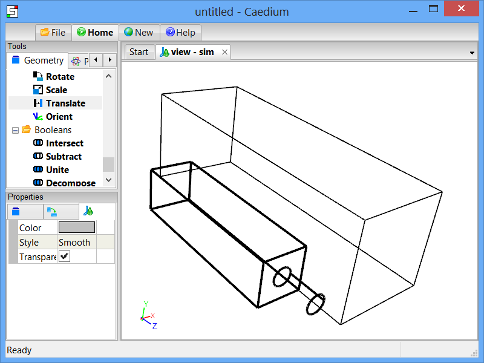 untitled - Caedium
File Home New Help
Tools
Geometry
Rotate
Scale
Translate
Orient
Booleans
Intersect
Subtract
Unite
Decompose
Properties
Color
Style Smooth
Transpare
Start view - sim
Y
X
Z
Ready